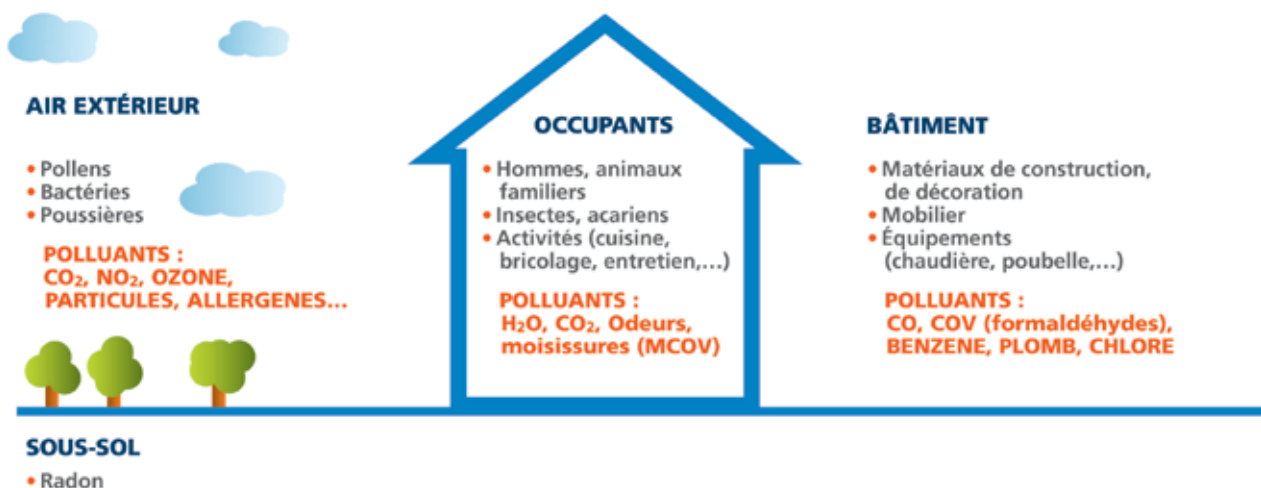 AIR EXTÉRIEUR
• Pollens
• Bactéries
• Poussières
POLLUANTS :
CO₂, NO₂, OZONE,
PARTICULES, ALLERGENES...
OCCUPANTS
• Hommes, animaux
familiers
• Insectes, acariens
• Activités (cuisine,
bricolage, entretien,...)
POLLUANTS :
H₂O, CO₂, Odeurs,
moisissures (MCOV)
BÂTIMENT
• Matériaux de construction,
de décoration
• Mobilier
• Équipements
(chaudière, poubelle,...)
POLLUANTS :
CO, COV (formaldéhydes),
BENZENE, PLOMB, CHLORE
SOUS-SOL
• Radon